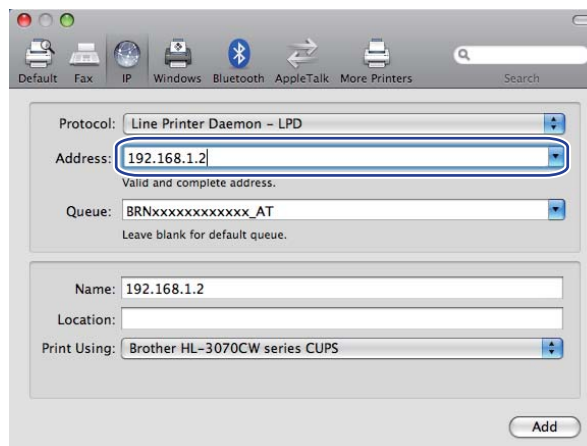 Default Fax IP Windows Bluetooth AppleTalk More Printers Search
Protocol: Line Printer Daemon – LPD
Address: 192.168.1.2
Valid and complete address.
Queue: BRNxxxxxxxxxxxx_AT
Leave blank for default queue.
Name: 192.168.1.2
Location:
Print Using: Brother HL–3070CW series CUPS
Add